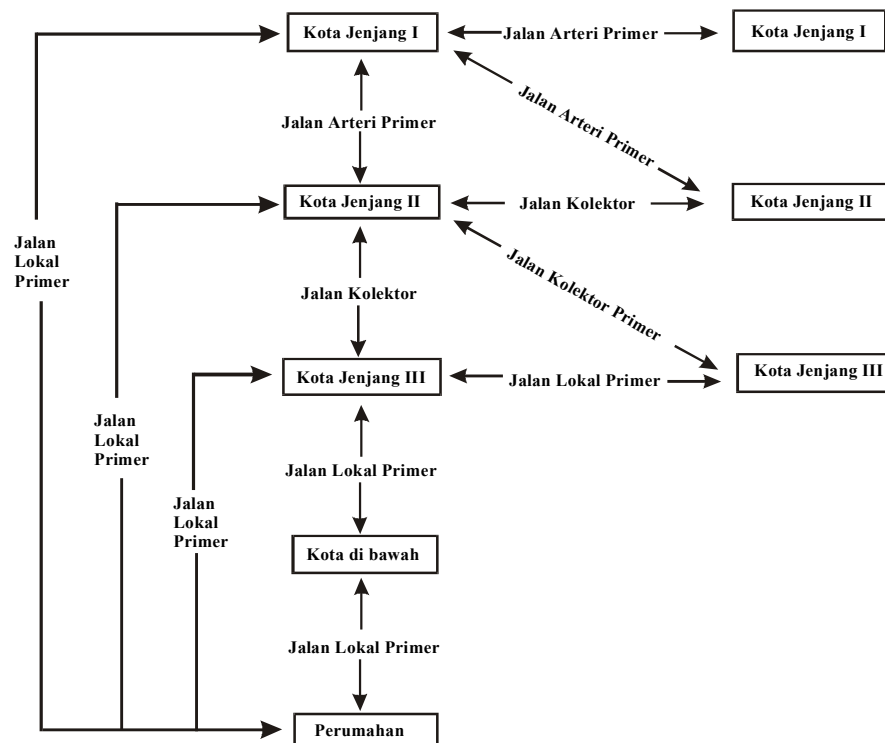 Kota Jenjang I
Jalan Arteri Primer
Kota Jenjang I
Jalan Arteri Primer
Jalan Arteri Primer
Kota Jenjang II
Jalan Kolektor
Kota Jenjang II
Jalan
Lokal
Primer
Jalan Kolektor
Jalan Kolektor Primer
Kota Jenjang III
Jalan Lokal Primer
Kota Jenjang III
Jalan
Lokal
Primer
Jalan Lokal Primer
Jalan
Lokal
Primer
Kota di bawah
Jalan Lokal Primer
Perumahan